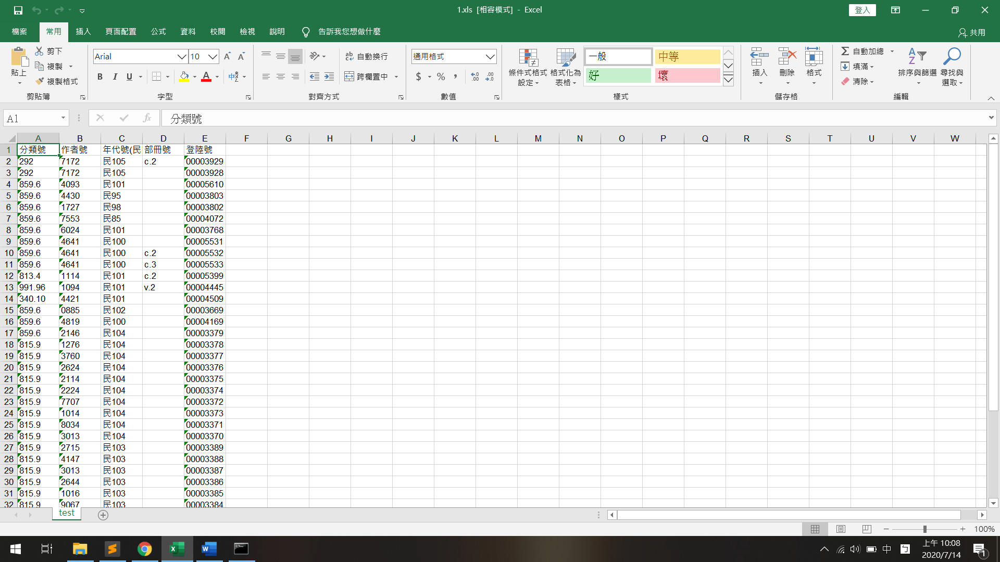 1.xls [相容模式] - Excel
登入
檔案 常用 插入 頁面配置 公式 資料 校閱 檢視 說明 告訴我您想做什麼 共用
貼上 剪下 複製 複製格式 剪貼簿
Arial 10 A A B I U A 中 字型
ab 自動換行 跨欄置中 對齊方式
通用格式 $ % , 數值
條件式格式設定 格式化為表格 一般 中等 好 壞 樣式
插入 刪除 格式 儲存格
自動加總 填滿 清除 排序與篩選 尋找與選取 編輯
A1 fx 分類號
A B C D E F G H I J K L M N O P Q R S T U V W
1 分類號 作者號 年代號(民 部冊號 登陸號
2 292 7172 民105 c.2 00003929
3 292 7172 民105 00003928
4 859.6 4093 民101 00005610
5 859.6 4430 民95 00003803
6 859.6 1727 民98 00003802
7 859.6 7553 民85 00004072
8 859.6 6024 民101 00003768
9 859.6 4641 民100 00005531
10 859.6 4641 民100 c.2 00005532
11 859.6 4641 民100 c.3 00005533
12 813.4 1114 民101 c.2 00005399
13 991.96 1094 民101 v.2 00004445
14 340.10 4421 民101 00004509
15 859.6 0885 民102 00003669
16 859.6 4819 民100 00004169
17 859.6 2146 民104 00003379
18 815.9 1276 民104 00003378
19 815.9 3760 民104 00003377
20 815.9 2624 民104 00003376
21 815.9 2114 民104 00003375
22 815.9 2224 民104 00003374
23 815.9 7707 民104 00003372
24 815.9 1014 民104 00003373
25 815.9 8034 民104 00003371
26 815.9 3013 民104 00003370
27 815.9 2715 民103 00003389
28 815.9 4147 民103 00003388
29 815.9 3013 民103 00003387
30 815.9 2644 民103 00003386
31 815.9 1016 民103 00003385
32 815.9 9067 民103 00003384
test
100%
中 上午 10:08
2020/7/14
1